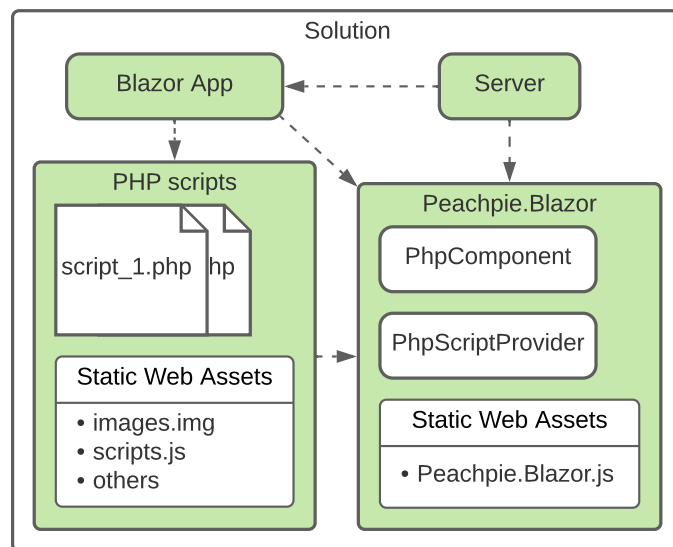 Solution
Blazor App
Server
PHP scripts
script_1.php
hp
Static Web Assets
• images.img
• scripts.js
• others
Peachpie.Blazor
PhpComponent
PhpScriptProvider
Static Web Assets
• Peachpie.Blazor.js